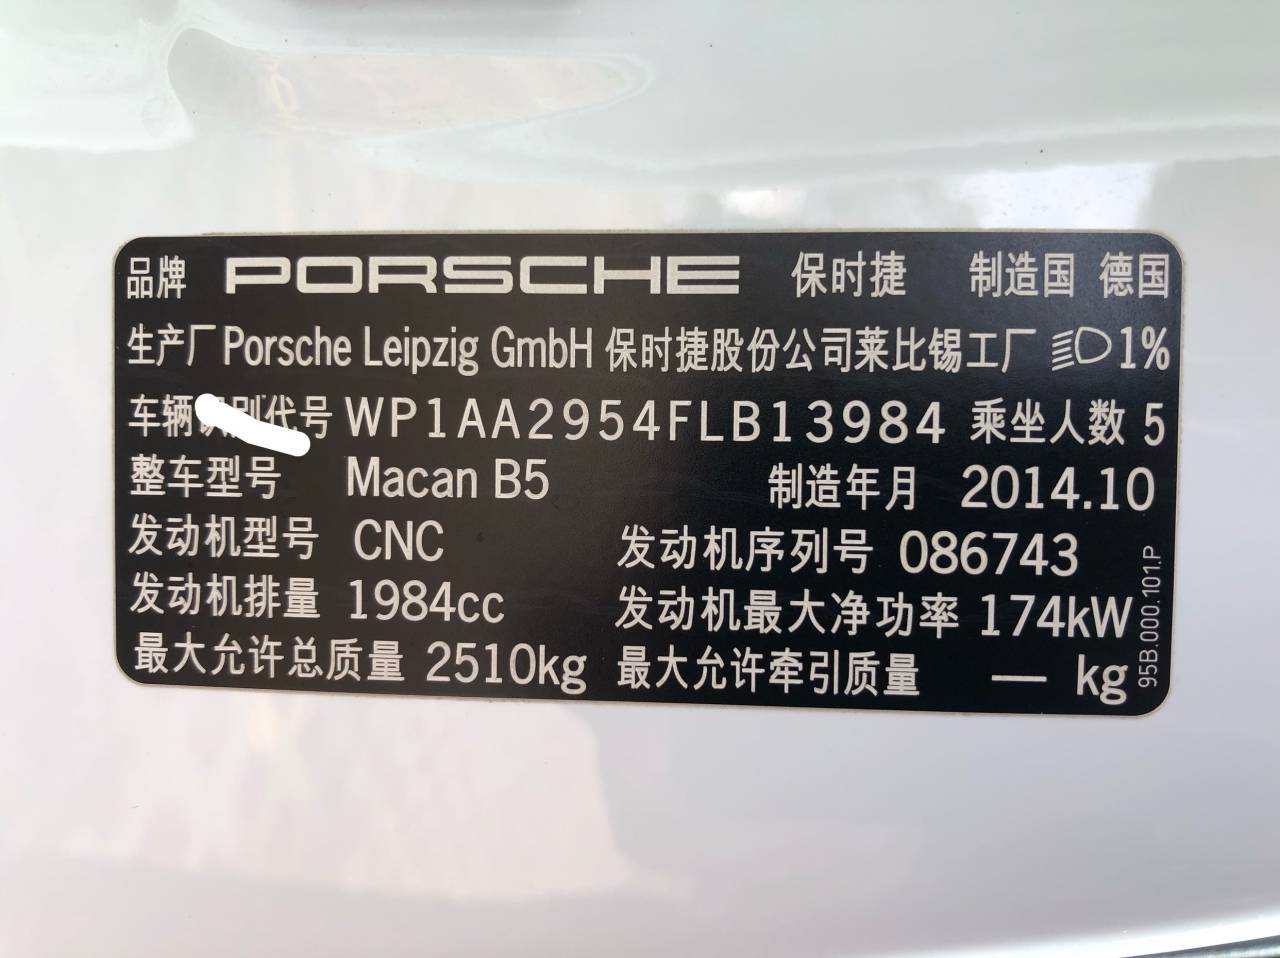 品牌 PORSCHE 保时捷 制造国 德国
生产厂 Porsche Leipzig GmbH 保时捷股份公司莱比锡工厂 1%
车辆识别代号 WP1AA2954FLB13984 乘坐人数 5
整车型号 Macan B5 制造年月 2014.10
发动机型号 CNC 发动机序列号 086743
发动机排量 1984cc 发动机最大净功率 174kW
最大允许总质量 2510kg 最大允许牵引质量 — kg
95B.000.101.P